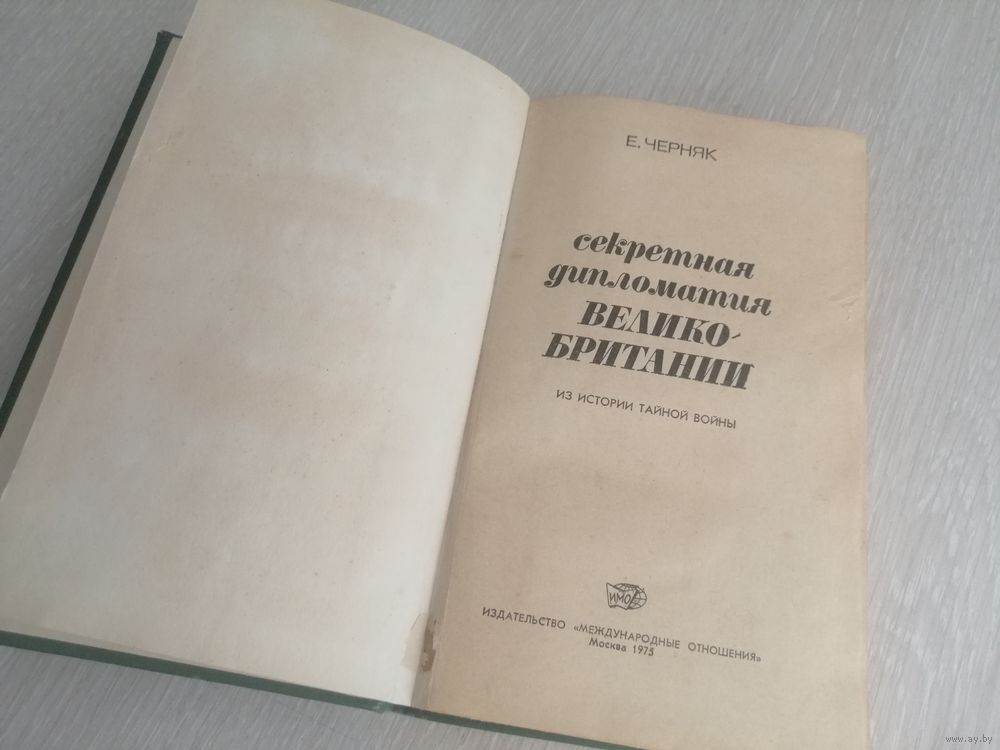 Е. ЧЕРНЯК
секретная
дипломатия
ВЕЛИКО-
БРИТАНИИ
ИЗ ИСТОРИИ ТАЙНОЙ ВОЙНЫ
ИМО
ИЗДАТЕЛЬСТВО «МЕЖДУНАРОДНЫЕ ОТНОШЕНИЯ»
Москва 1975
www.ay.by